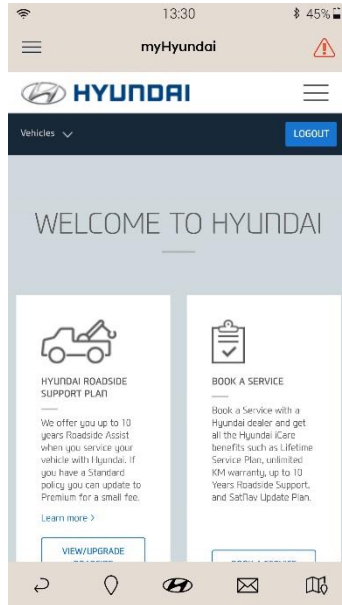 13:30
45%
myHyundai
HYUNDAI
Vehicles
LOGOUT
WELCOME TO HYUNDAI
HYUNDAI ROADSIDE
SUPPORT PLAN
We offer you up to 10
years Roadside Assist
when you service your
vehicle with Hyundai. If
you have a Standard
policy you can update to
Premium for a small fee.
Learn more >
VIEW/UPGRADE
BOOK A SERVICE
Book a Service with a
Hyundai dealer and get
all the Hyundai iCare
benefits such as Lifetime
Service Plan, unlimited
KM warranty, up to 10
Years Roadside Support,
and SatNav Update Plan.